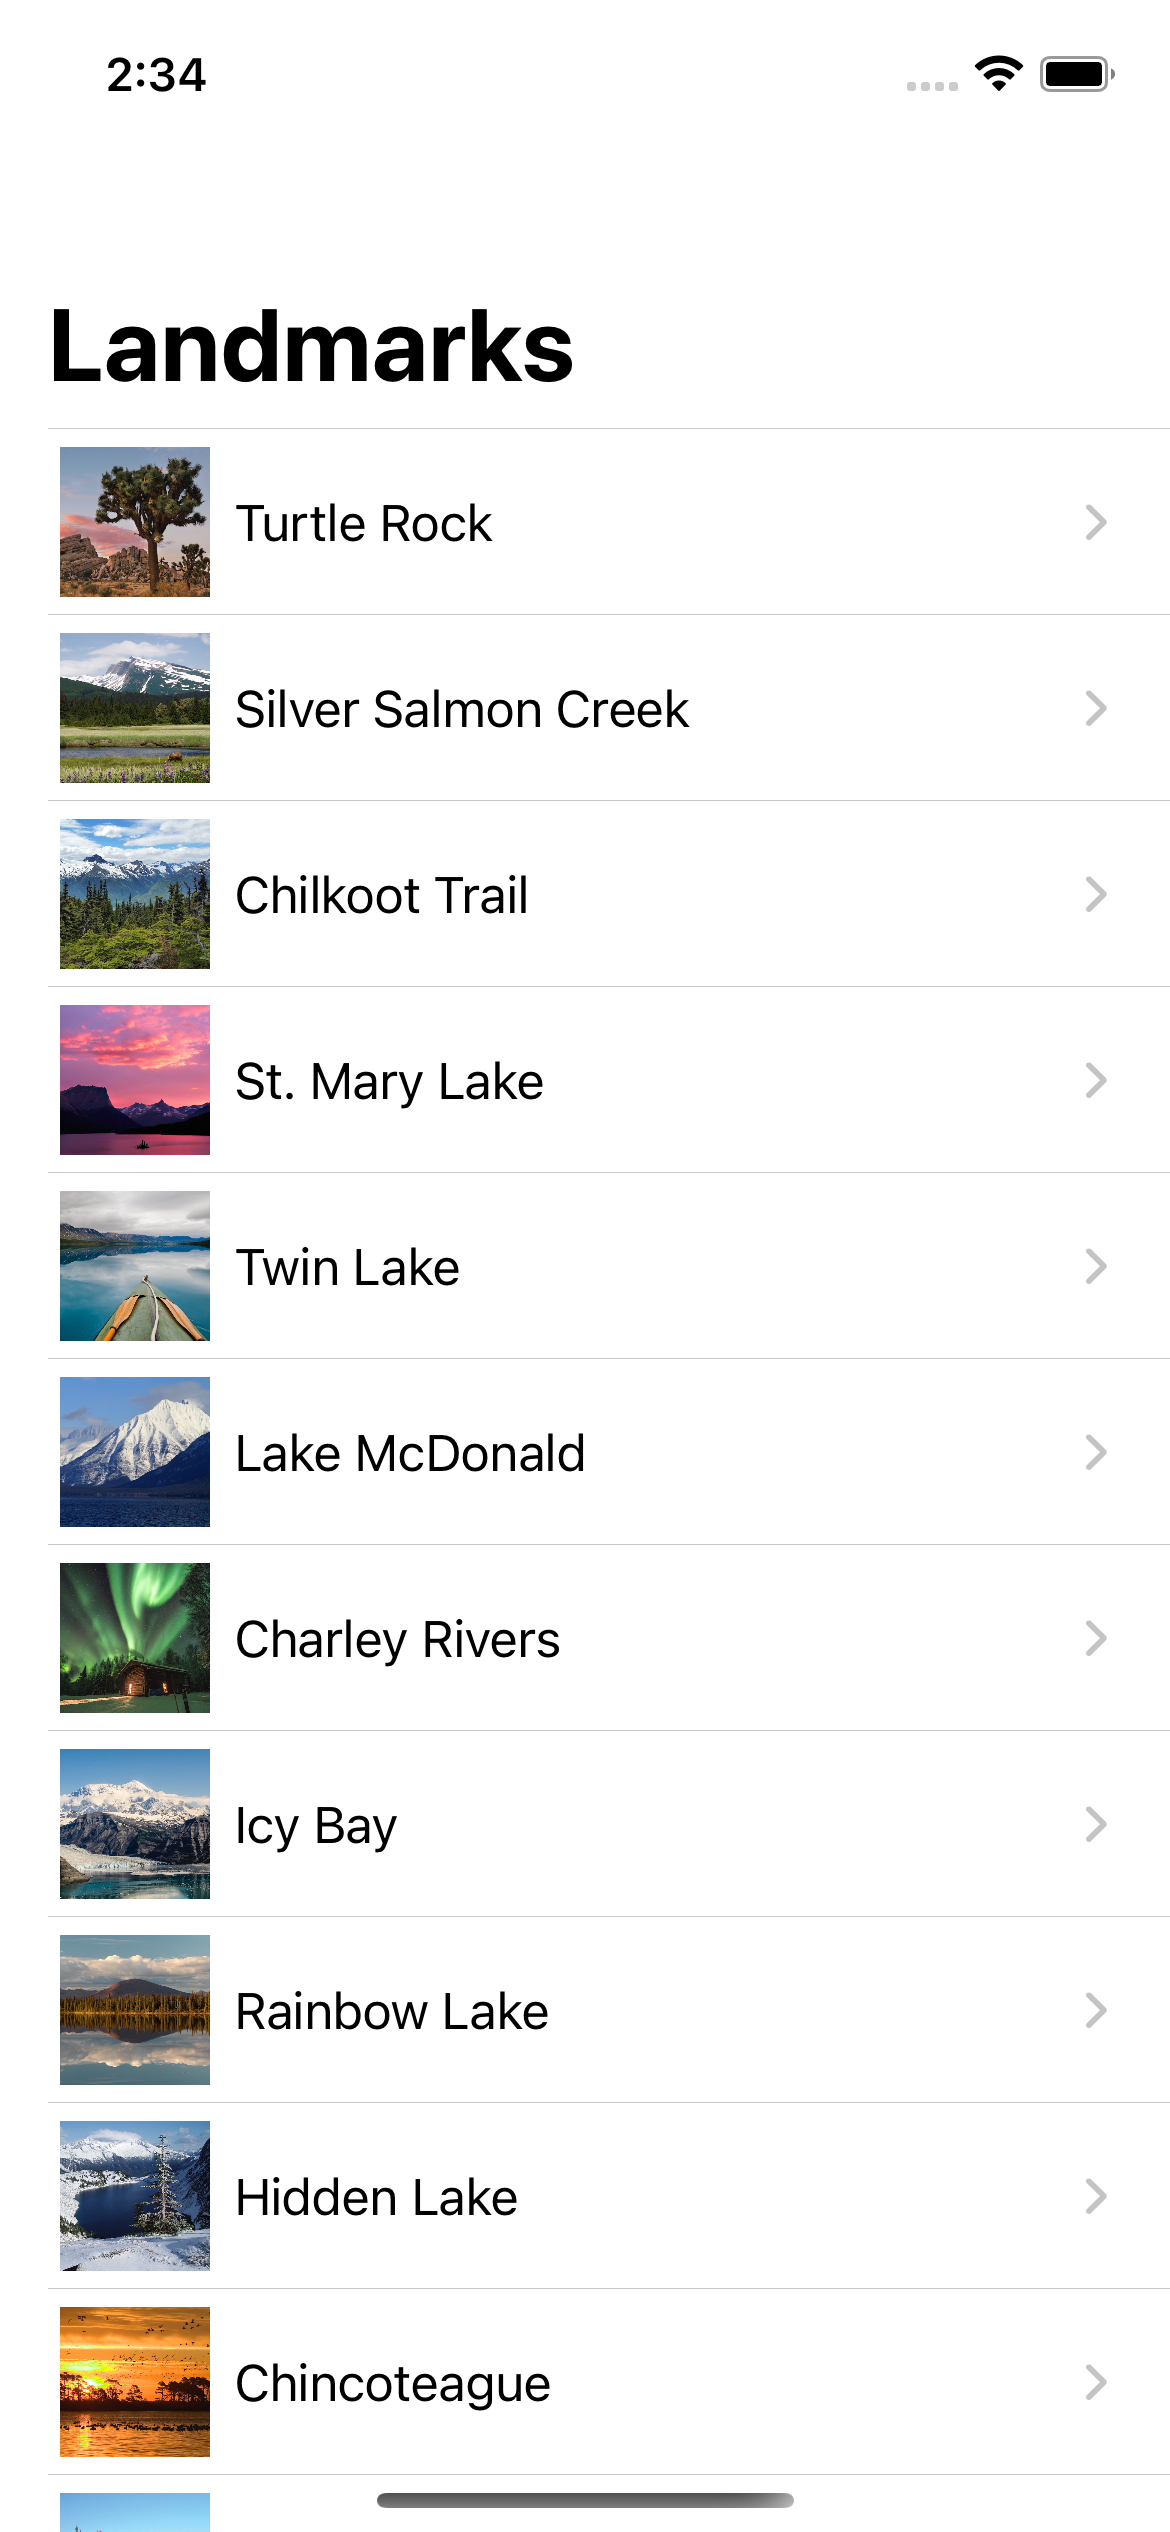 2:34
Landmarks
Turtle Rock
Silver Salmon Creek
Chilkoot Trail
St. Mary Lake
Twin Lake
Lake McDonald
Charley Rivers
Icy Bay
Rainbow Lake
Hidden Lake
Chincoteague